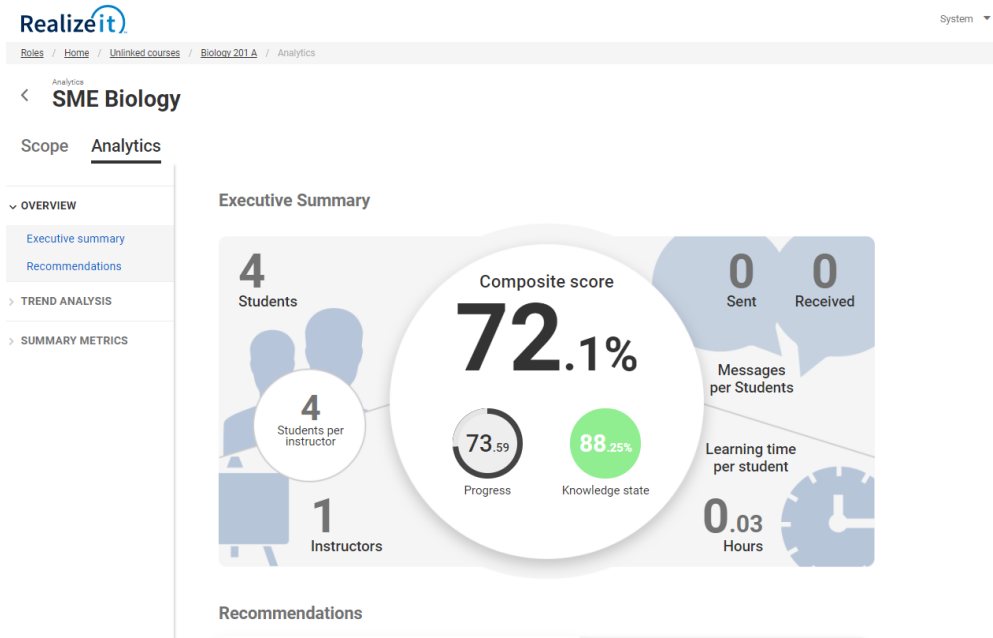 Realizeit
System
Roles / Home / Unlinked courses / Biology 201 A / Analytics
Analytics
SME Biology
Scope Analytics
OVERVIEW
Executive summary
Recommendations
TREND ANALYSIS
SUMMARY METRICS
Executive Summary
4
Students
4
Students per
instructor
1
Instructors
Composite score
72.1%
73.59
Progress
88.25%
Knowledge state
0
Sent
0
Received
Messages
per Students
Learning time
per student
0.03
Hours
Recommendations